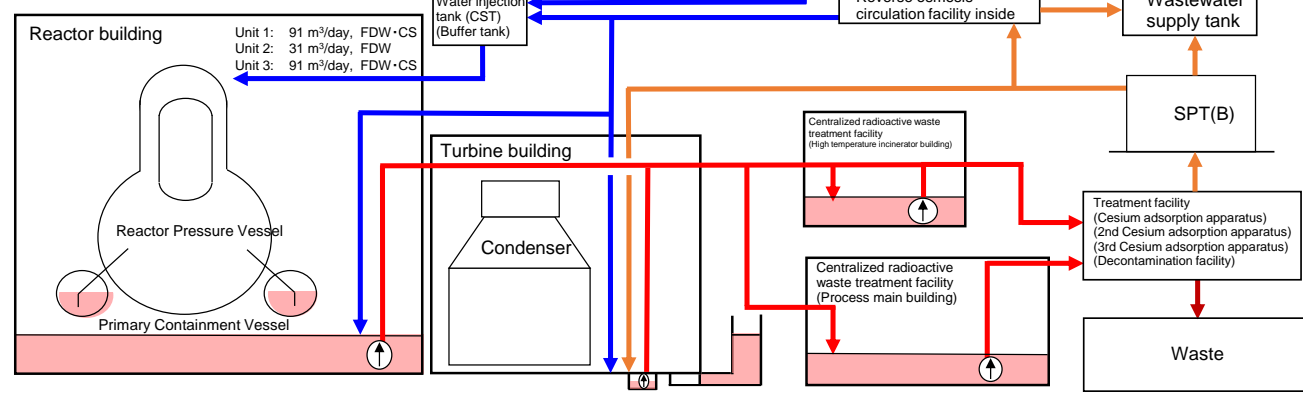 Water injection
tank (CST)
(Buffer tank)
Reverse osmosis
circulation facility inside
Wastewater
supply tank
Reactor building
Unit 1: 91 m³/day, FDW・CS
Unit 2: 31 m³/day, FDW
Unit 3: 91 m³/day, FDW・CS
SPT(B)
Centralized radioactive waste
treatment facility
(High temperature incinerator building)
Turbine building
Treatment facility
(Cesium adsorption apparatus)
(2nd Cesium adsorption apparatus)
(3rd Cesium adsorption apparatus)
(Decontamination facility)
Reactor Pressure Vessel
Condenser
Centralized radioactive
waste treatment facility
(Process main building)
Primary Containment Vessel
Waste